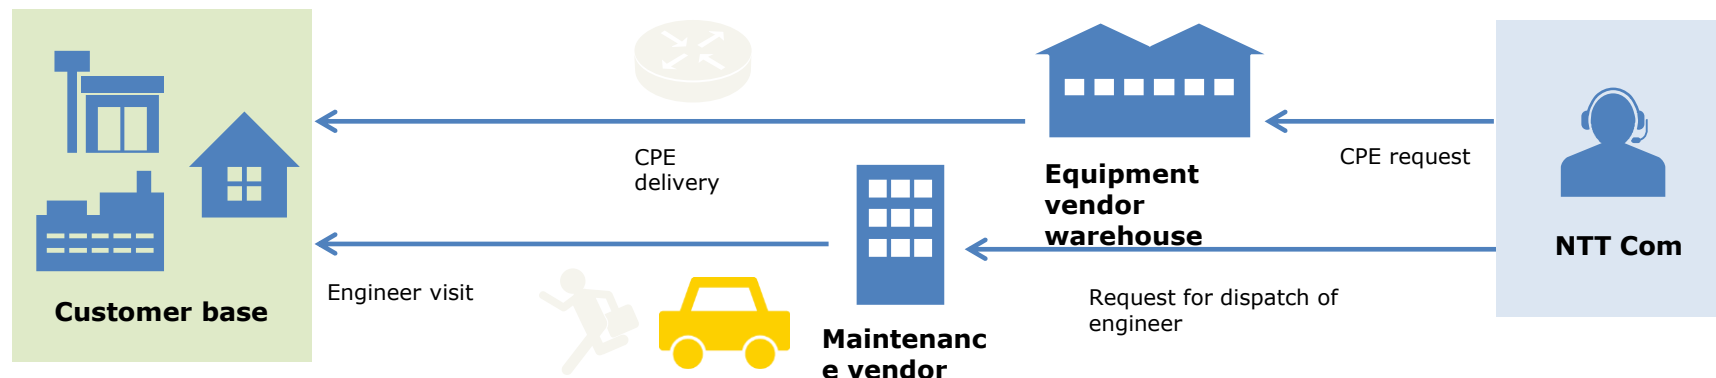 CPE
delivery
CPE request
Equipment
vendor
warehouse
NTT Com
Customer base
Engineer visit
Request for dispatch of
engineer
Maintenanc
e vendor